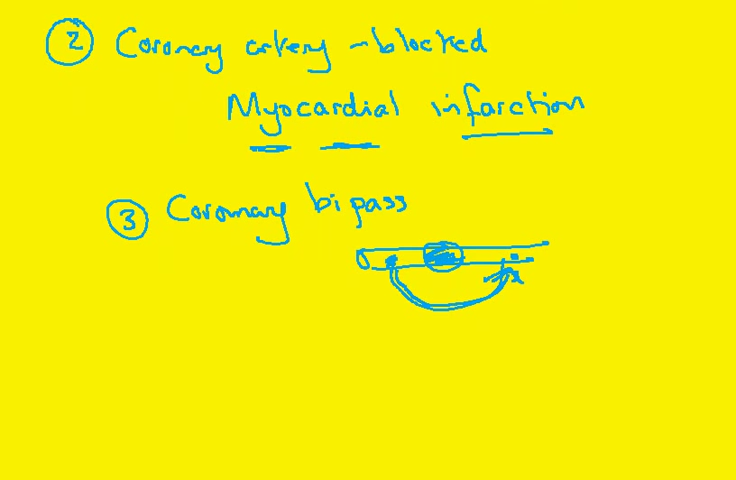 2 Coronary artery - blocked
Myocardial infarction
3 Coronary bipass
x